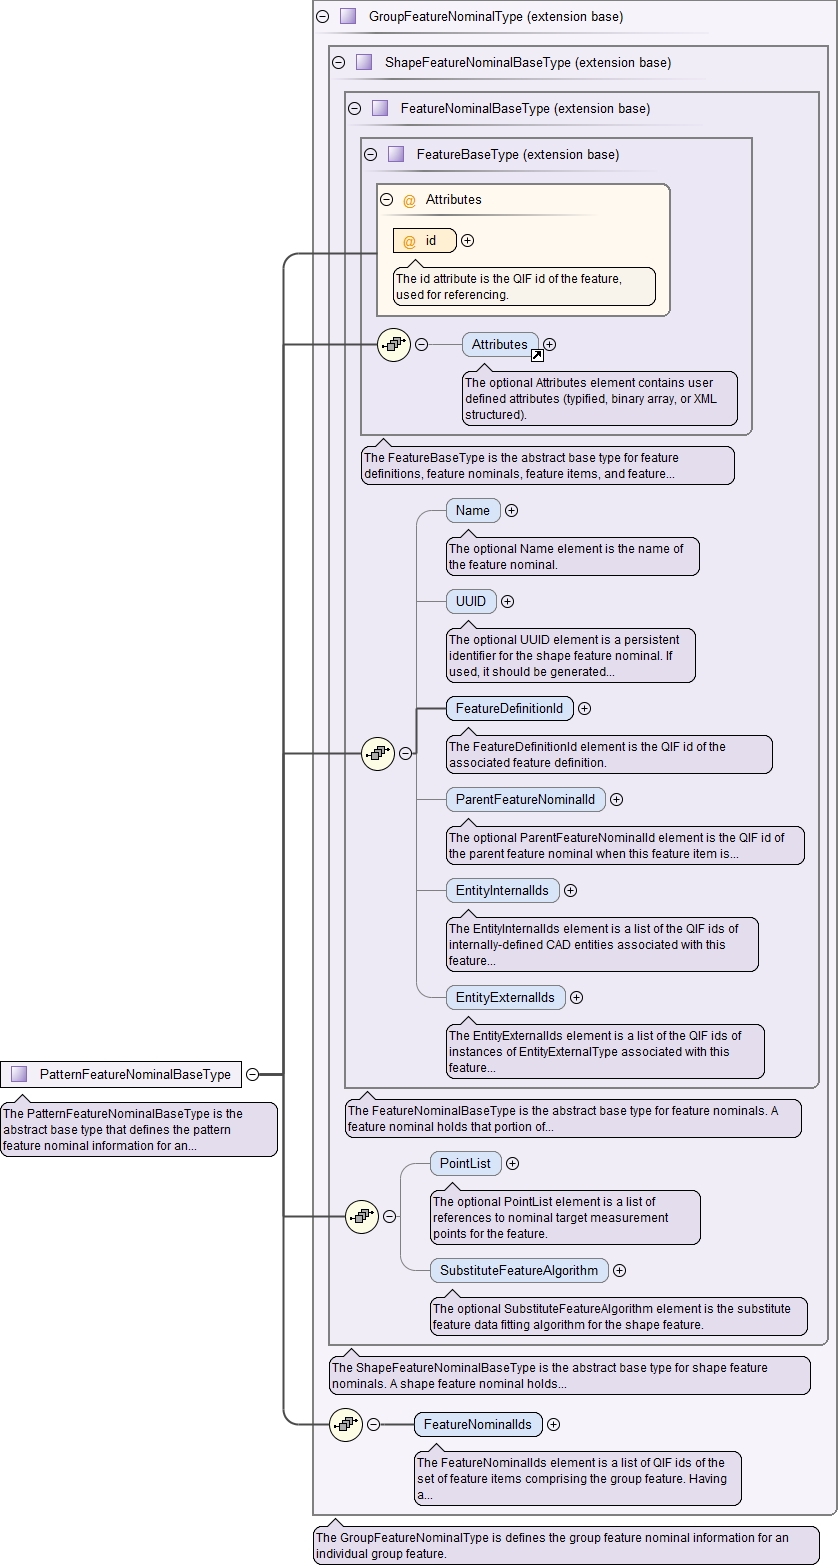 GroupFeatureNominalType (extension base)
ShapeFeatureNominalBaseType (extension base)
FeatureNominalBaseType (extension base)
FeatureBaseType (extension base)
@ Attributes
@ id
The id attribute is the QIF id of the feature,
used for referencing.
Attributes
The optional Attributes element contains user
defined attributes (typified, binary array, or XML
structured).
The FeatureBaseType is the abstract base type for feature
definitions, feature nominals, feature items, and feature...
Name
The optional Name element is the name of
the feature nominal.
UUID
The optional UUID element is a persistent
identifier for the shape feature nominal. If
used, it should be generated...
FeatureDefinitionId
The FeatureDefinitionId element is the QIF id of the
associated feature definition.
ParentFeatureNominalId
The optional ParentFeatureNominalId element is the QIF id of
the parent feature nominal when this feature item is...
EntityInternalIds
The EntityInternalIds element is a list of the QIF ids of
internally-defined CAD entities associated with this
feature...
EntityExternalIds
The EntityExternalIds element is a list of the QIF ids of
instances of EntityExternalType associated with this
feature...
PatternFeatureNominalBaseType
The PatternFeatureNominalBaseType is the
abstract base type that defines the pattern
feature nominal information for an...
The FeatureNominalBaseType is the abstract base type for feature nominals. A
feature nominal holds that portion of...
PointList
The optional PointList element is a list of
references to nominal target measurement
points for the feature.
SubstituteFeatureAlgorithm
The optional SubstituteFeatureAlgorithm element is the substitute
feature data fitting algorithm for the shape feature.
The ShapeFeatureNominalBaseType is the abstract base type for shape feature
nominals. A shape feature nominal holds...
FeatureNominalIds
The FeatureNominalIds element is a list of QIF ids of the
set of feature items comprising the group feature. Having
a...
The GroupFeatureNominalType is defines the group feature nominal information for an
individual group feature.